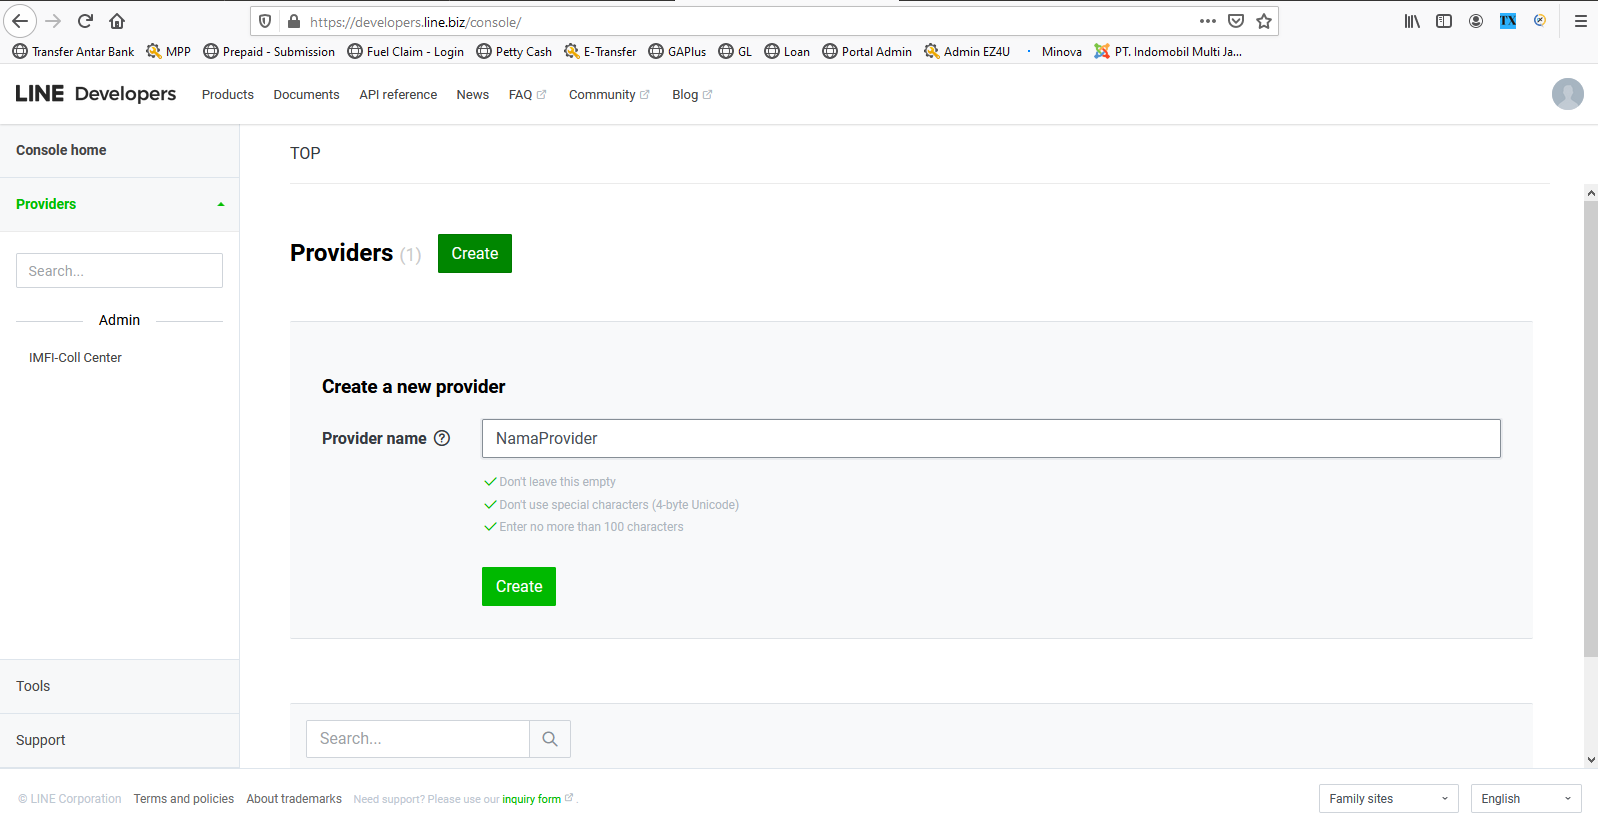 https://developers.line.biz/console/
Transfer Antar Bank MPP Prepaid - Submission Fuel Claim - Login Petty Cash E-Transfer GAPlus GL Loan Portal Admin Admin EZ4U Minova PT. Indomobil Multi Ja...
LINE Developers Products Documents API reference News FAQ Community Blog
Console home
Providers
Search...
Admin
IMFI-Coll Center
Tools
Support
TOP
Providers (1) Create
Create a new provider
Provider name ? NamaProvider
Don't leave this empty
Don't use special characters (4-byte Unicode)
Enter no more than 100 characters
Create
Search...
© LINE Corporation Terms and policies About trademarks Need support? Please use our inquiry form . Family sites English